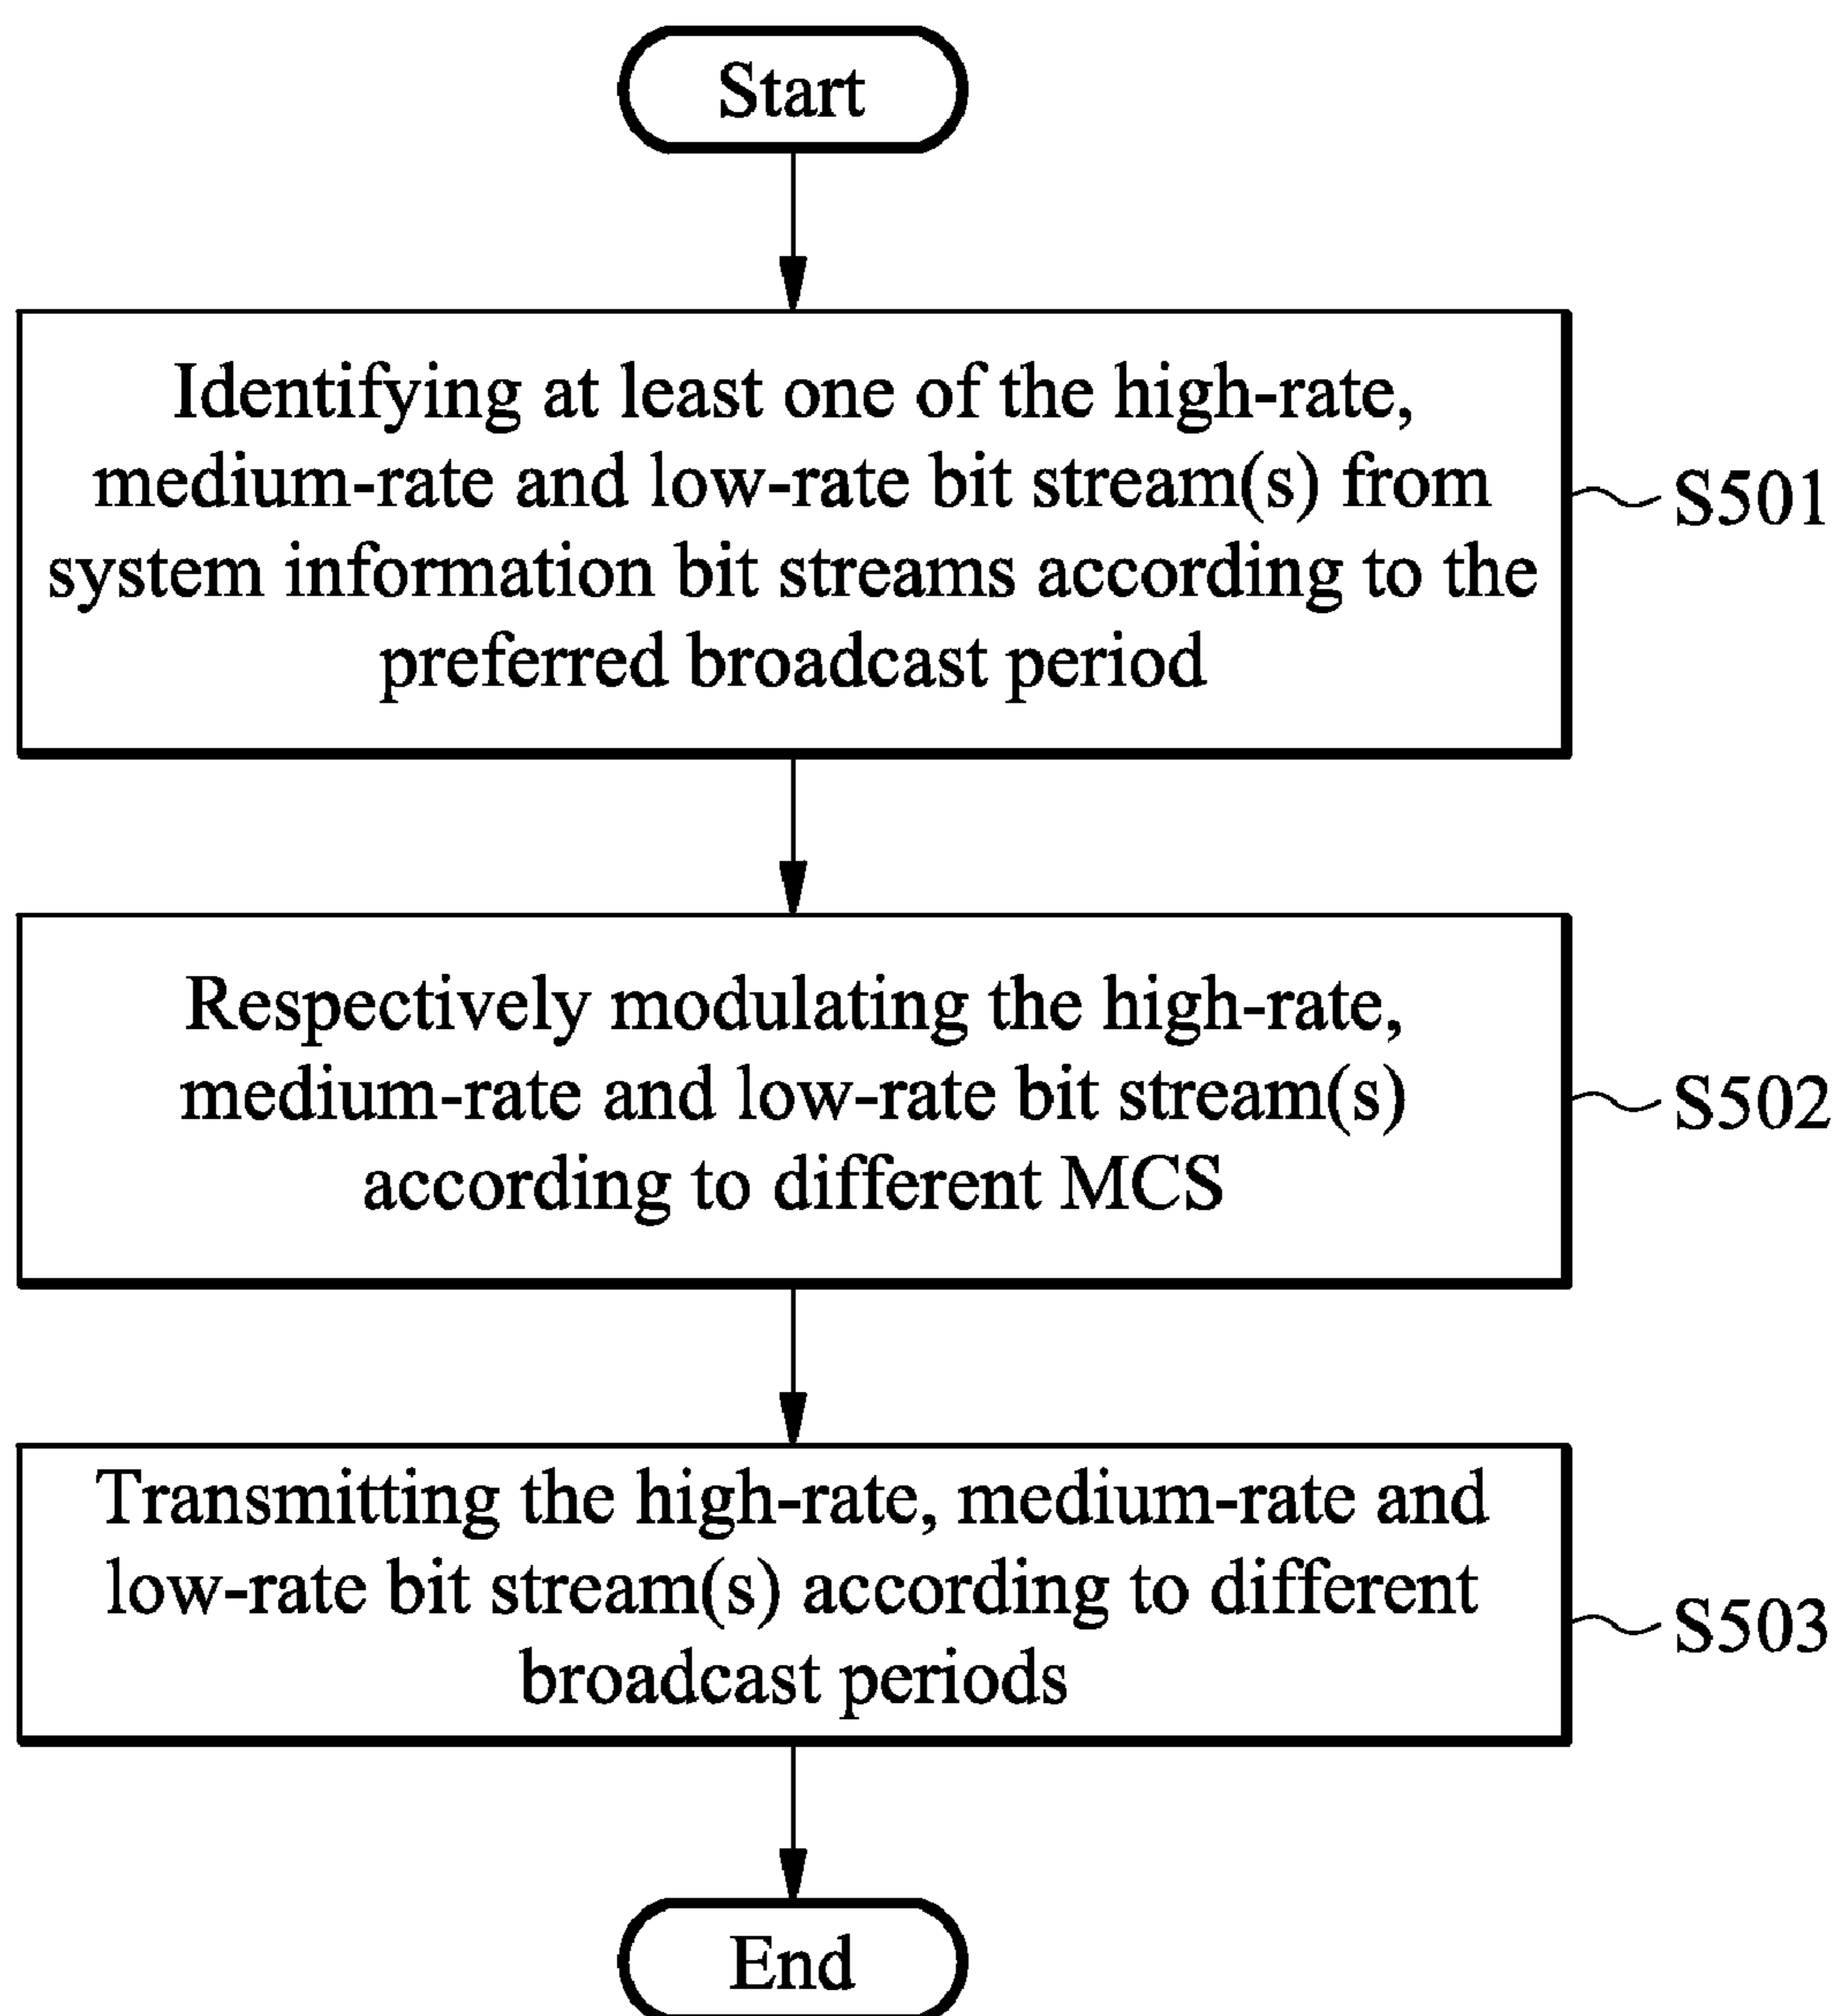 Start
Identifying at least one of the high-rate,
medium-rate and low-rate bit stream(s) from
system information bit streams according to the
preferred broadcast period
S501
Respectively modulating the high-rate,
medium-rate and low-rate bit stream(s)
according to different MCS
S502
Transmitting the high-rate, medium-rate and
low-rate bit stream(s) according to different
broadcast periods
S503
End